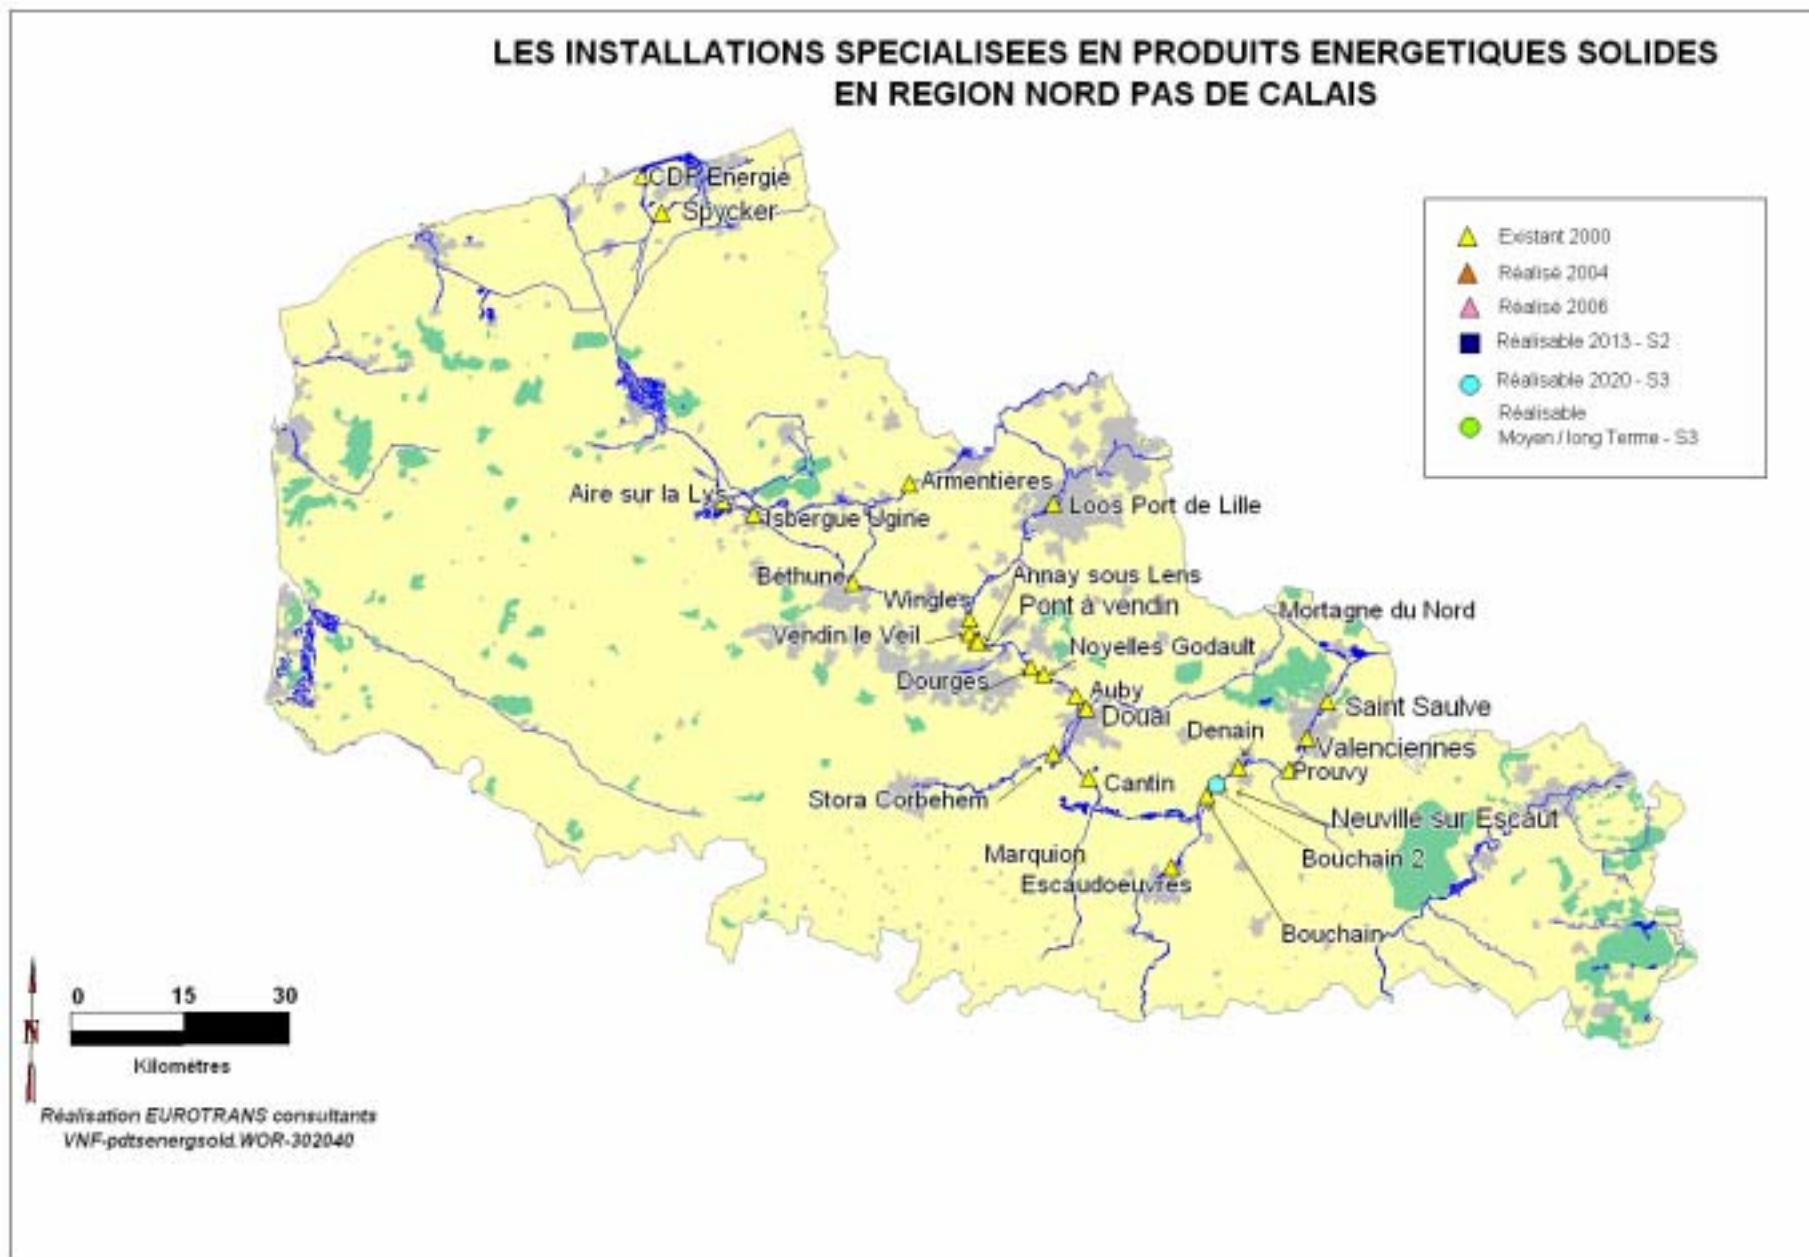 LES INSTALLATIONS SPECIALISEES EN PRODUITS ENERGETIQUES SOLIDES
EN REGION NORD PAS DE CALAIS
CDF Energie
Spycker
Existant 2000
Réalisé 2004
Réalisé 2006
Réalisable 2013 - S2
Réalisable 2020 - S3
Réalisable
Moyen / long Terme - S3
Armentières
Aire sur la Lys
Isbergue Ugine
Loos Port de Lille
Béthune
Annay sous Lens
Wingles
Pont à vendin
Mortagne du Nord
Vendin le Veil
Noyelles Godault
Dourges
Auby
Douai
Saint Saulve
Denain
Valenciennes
Prouvy
Cantin
Stora Corbehem
Neuville sur Escaut
Marquion
Bouchain 2
Escaudoeuvres
Bouchain
0 15 30
N
Kilomètres
Réalisation EUROTRANS consultants
VNF-pdtsenergsold.WOR-302040